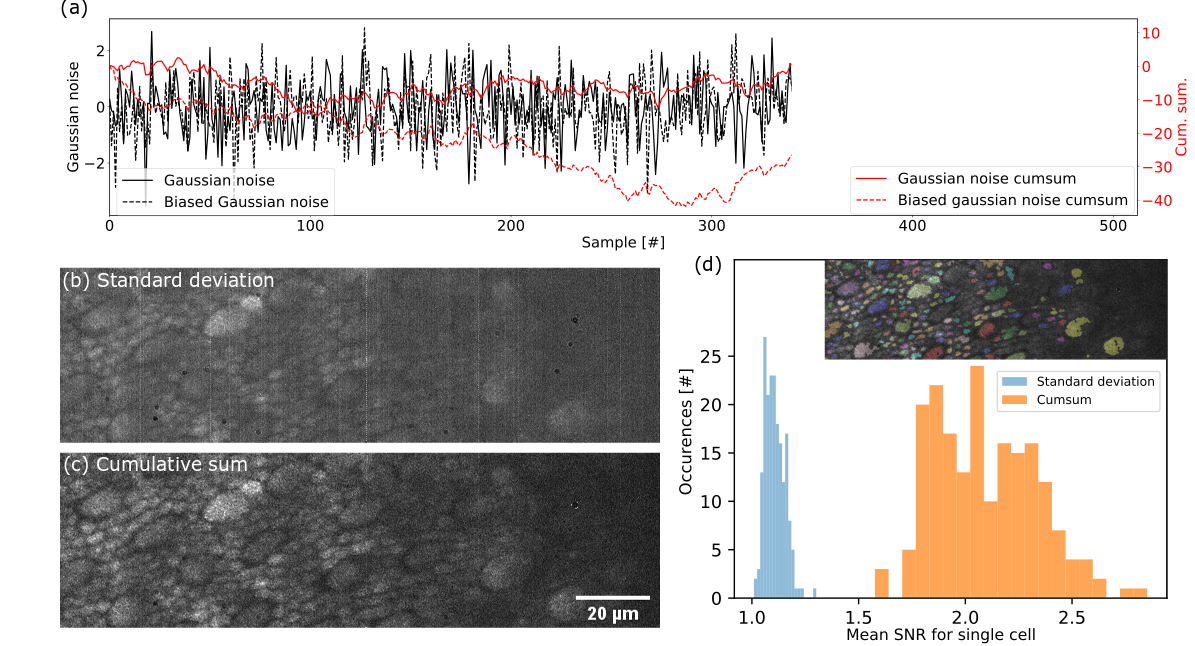 (a)
Gaussian noise
2
0
−2
10
0
−10
−20
−30
−40
Cum. sum.
Gaussian noise
Biased Gaussian noise
Gaussian noise cumsum
Biased gaussian noise cumsum
0 100 200 300 400 500
Sample [#]
(b) Standard deviation
(c) Cumulative sum
20 µm
(d)
Occurences [#]
25
20
15
10
5
0
Standard deviation
Cumsum
1.0 1.5 2.0 2.5
Mean SNR for single cell